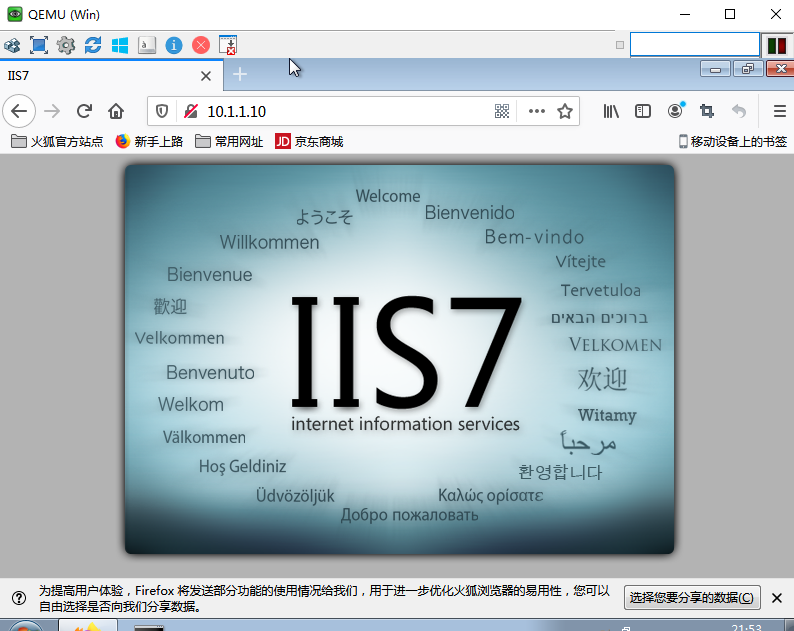 QEMU (Win)
IIS7
10.1.1.10
火狐官方站点 新手上路 常用网址 JD 京东商城 移动设备上的书签
Welcome
ようこそ
Bienvenido
Willkommen
Bem-vindo
Vítejte
Bienvenue
Tervetuloa
歡迎
ברוכים הבאים
Velkommen
VELKOMEN
IIS7
Benvenuto
欢迎
Welkom
Witamy
internet information services
Välkommen
مرحباً
Hoş Geldiniz
환영합니다
Üdvözöljük
Καλώς ορίσατε
Добро пожаловать
为提高用户体验，Firefox 将发送部分功能的使用情况给我们，用于进一步优化火狐浏览器的易用性，您可以
自由选择是否向我们分享数据。
选择您要分享的数据(C)
21:53